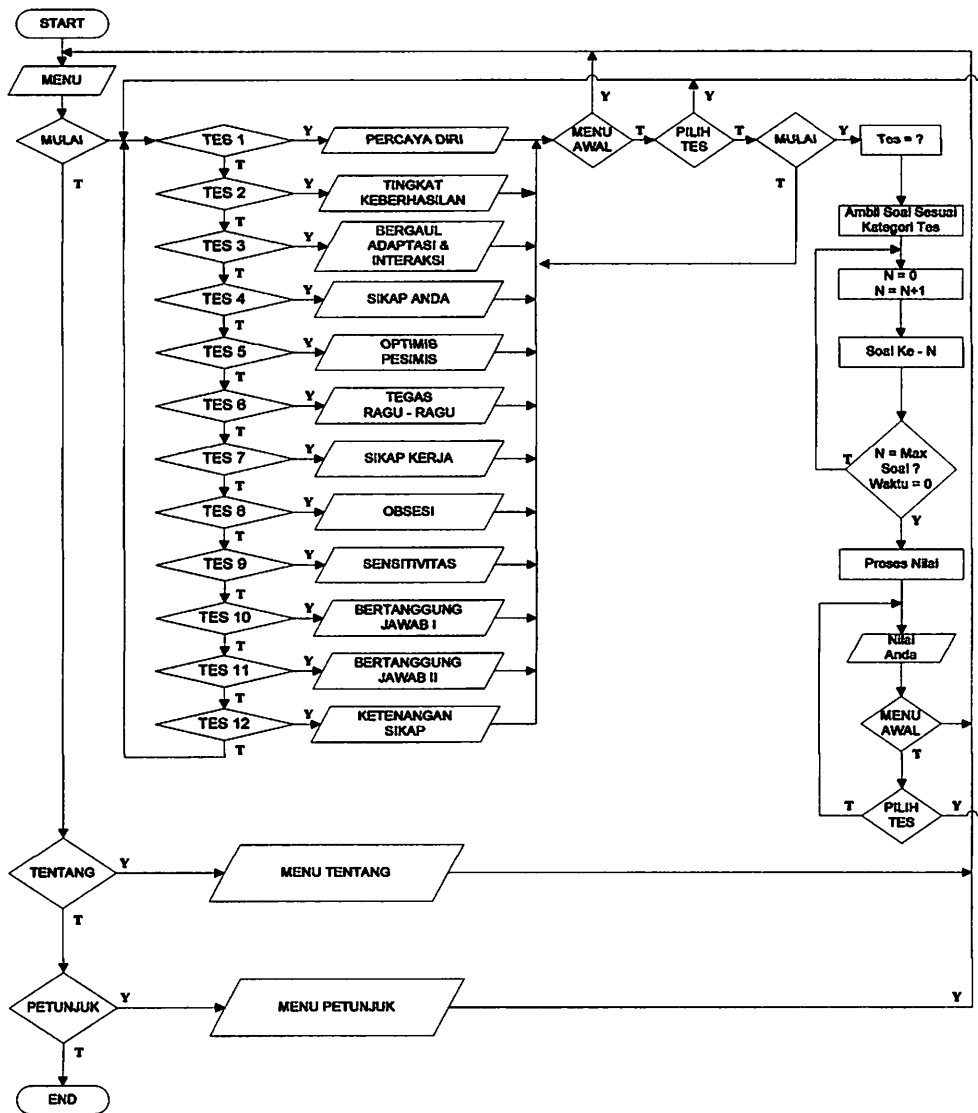 START
MENU
MULAI
Y
T
TES 1
Y
PERCAYA DIRI
T
TES 2
Y
TINGKAT
KEBERHASILAN
T
TES 3
Y
BERGAUL
ADAPTASI &
INTERAKSI
T
TES 4
Y
SIKAP ANDA
T
TES 5
Y
OPTIMIS
PESIMIS
T
TES 6
Y
TEGAS
RAGU - RAGU
T
TES 7
Y
SIKAP KERJA
T
TES 8
Y
OBSESI
T
TES 9
Y
SENSITIVITAS
T
TES 10
Y
BERTANGGUNG
JAWAB I
T
TES 11
Y
BERTANGGUNG
JAWAB II
T
TES 12
Y
KETENANGAN
SIKAP
T
MENU
AWAL
Y
T
PILIH
TES
Y
T
MULAI
Y
T
Tes = ?
Ambil Soal Sesuai
Kategori Tes
N = 0
N = N+1
Soal Ke - N
N = Max
Soal ?
Waktu = 0
T
Y
Proses Nilai
Nilai
Anda
MENU
AWAL
Y
T
PILIH
TES
T
Y
TENTANG
Y
MENU TENTANG
T
PETUNJUK
Y
MENU PETUNJUK
Y
T
END